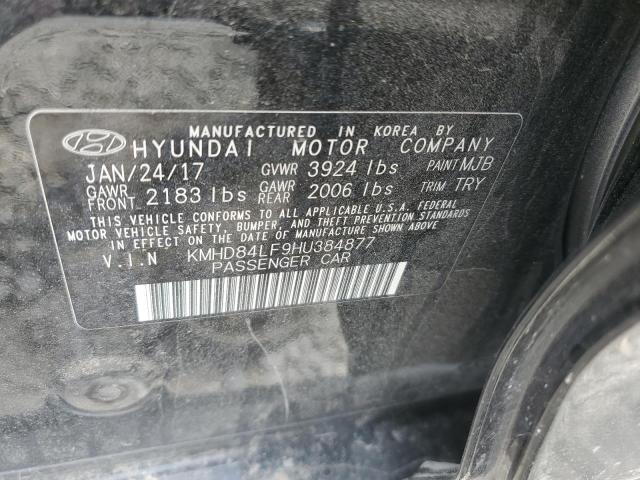 MANUFACTURED IN KOREA BY
HYUNDAI MOTOR COMPANY
JAN/24/17 GVWR 3924 lbs PAINT MJB
GAWR FRONT 2183 lbs GAWR REAR 2006 lbs TRIM TRY
THIS VEHICLE CONFORMS TO ALL APPLICABLE U.S.A. FEDERAL
MOTOR VEHICLE SAFETY, BUMPER, AND THEFT PREVENTION STANDARDS
IN EFFECT ON THE DATE OF MANUFACTURE SHOWN ABOVE
V.I.N KMHD84LF9HU384877
PASSENGER CAR